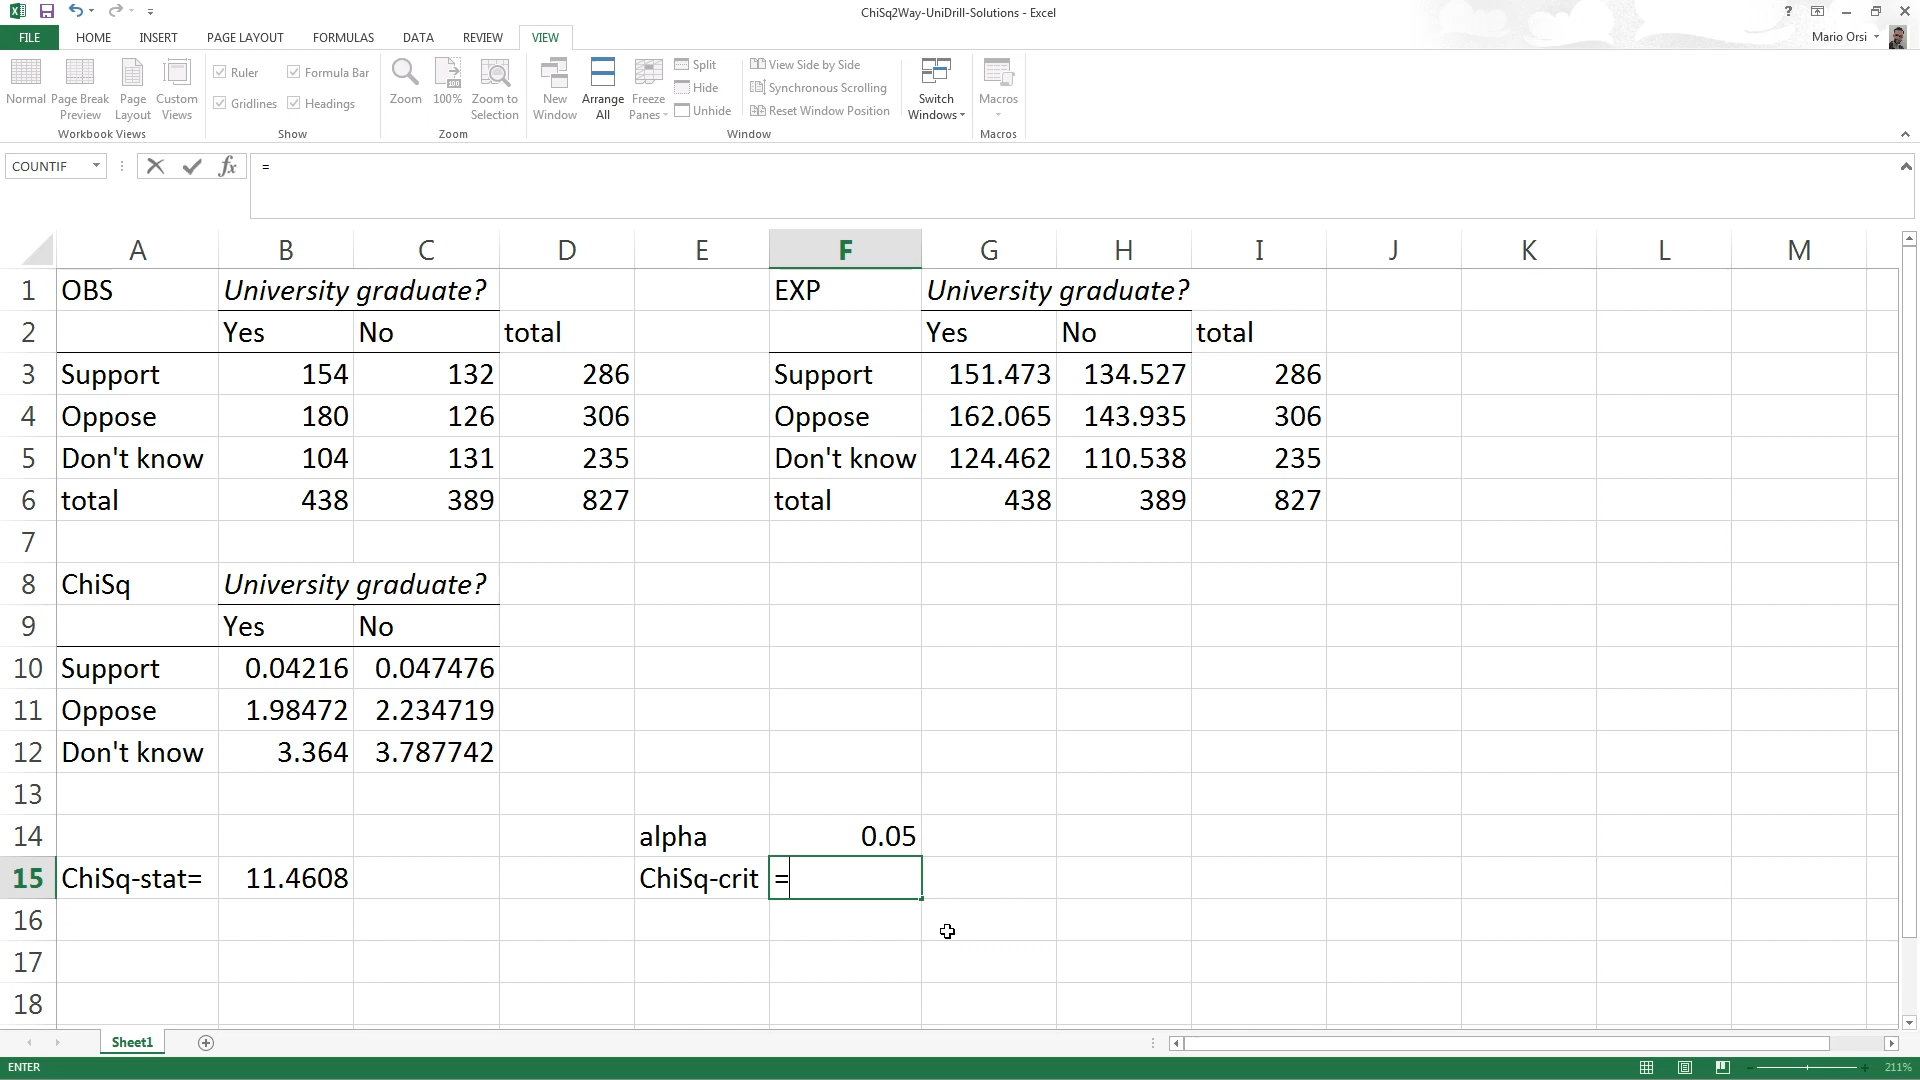 ChiSq2Way-UniDrill-Solutions - Excel
?
FILE HOME INSERT PAGE LAYOUT FORMULAS DATA REVIEW VIEW Mario Orsi
Normal Page Break Preview Page Layout Custom Views
Workbook Views
Ruler Formula Bar
Gridlines Headings
Show
Zoom 100% Zoom to Selection
Zoom
New Window Arrange All Freeze Panes
Split
Hide
Unhide
View Side by Side
Synchronous Scrolling
Reset Window Position
Window
Switch Windows
Macros
Macros
COUNTIF fx =
A B C D E F G H I J K L M
1 OBS University graduate? EXP University graduate?
2 Yes No total Yes No total
3 Support 154 132 286 Support 151.473 134.527 286
4 Oppose 180 126 306 Oppose 162.065 143.935 306
5 Don't know 104 131 235 Don't know 124.462 110.538 235
6 total 438 389 827 total 438 389 827
7
8 ChiSq University graduate?
9 Yes No
10 Support 0.04216 0.047476
11 Oppose 1.98472 2.234719
12 Don't know 3.364 3.787742
13
14 alpha 0.05
15 ChiSq-stat= 11.4608 ChiSq-crit =
16
17
18
Sheet1
ENTER 211%